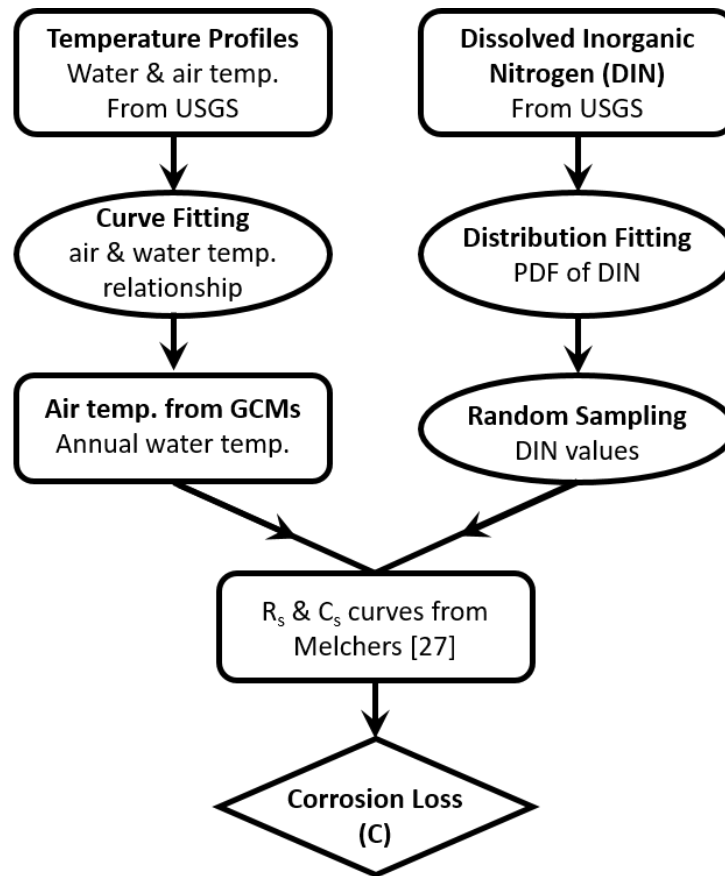 Temperature Profiles
Water & air temp.
From USGS
Dissolved Inorganic
Nitrogen (DIN)
From USGS
Curve Fitting
air & water temp.
relationship
Distribution Fitting
PDF of DIN
Air temp. from GCMs
Annual water temp.
Random Sampling
DIN values
Rs & Cs curves from
Melchers [27]
Corrosion Loss
(C)